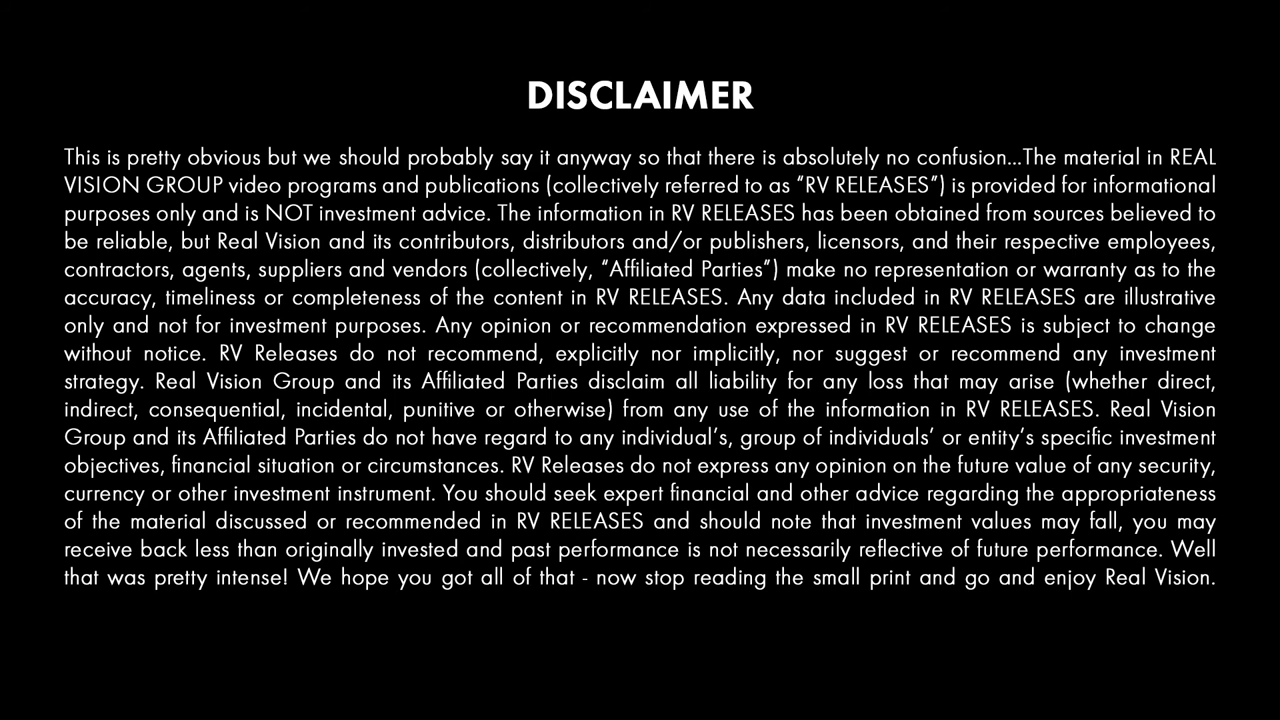 DISCLAIMER
This is pretty obvious but we should probably say it anyway so that there is absolutely no confusion...The material in REAL
VISION GROUP video programs and publications (collectively referred to as “RV RELEASES”) is provided for informational
purposes only and is NOT investment advice. The information in RV RELEASES has been obtained from sources believed to
be reliable, but Real Vision and its contributors, distributors and/or publishers, licensors, and their respective employees,
contractors, agents, suppliers and vendors (collectively, “Affiliated Parties”) make no representation or warranty as to the
accuracy, timeliness or completeness of the content in RV RELEASES. Any data included in RV RELEASES are illustrative
only and not for investment purposes. Any opinion or recommendation expressed in RV RELEASES is subject to change
without notice. RV Releases do not recommend, explicitly nor implicitly, nor suggest or recommend any investment
strategy. Real Vision Group and its Affiliated Parties disclaim all liability for any loss that may arise (whether direct,
indirect, consequential, incidental, punitive or otherwise) from any use of the information in RV RELEASES. Real Vision
Group and its Affiliated Parties do not have regard to any individual’s, group of individuals’ or entity’s specific investment
objectives, financial situation or circumstances. RV Releases do not express any opinion on the future value of any security,
currency or other investment instrument. You should seek expert financial and other advice regarding the appropriateness
of the material discussed or recommended in RV RELEASES and should note that investment values may fall, you may
receive back less than originally invested and past performance is not necessarily reflective of future performance. Well
that was pretty intense! We hope you got all of that - now stop reading the small print and go and enjoy Real Vision.